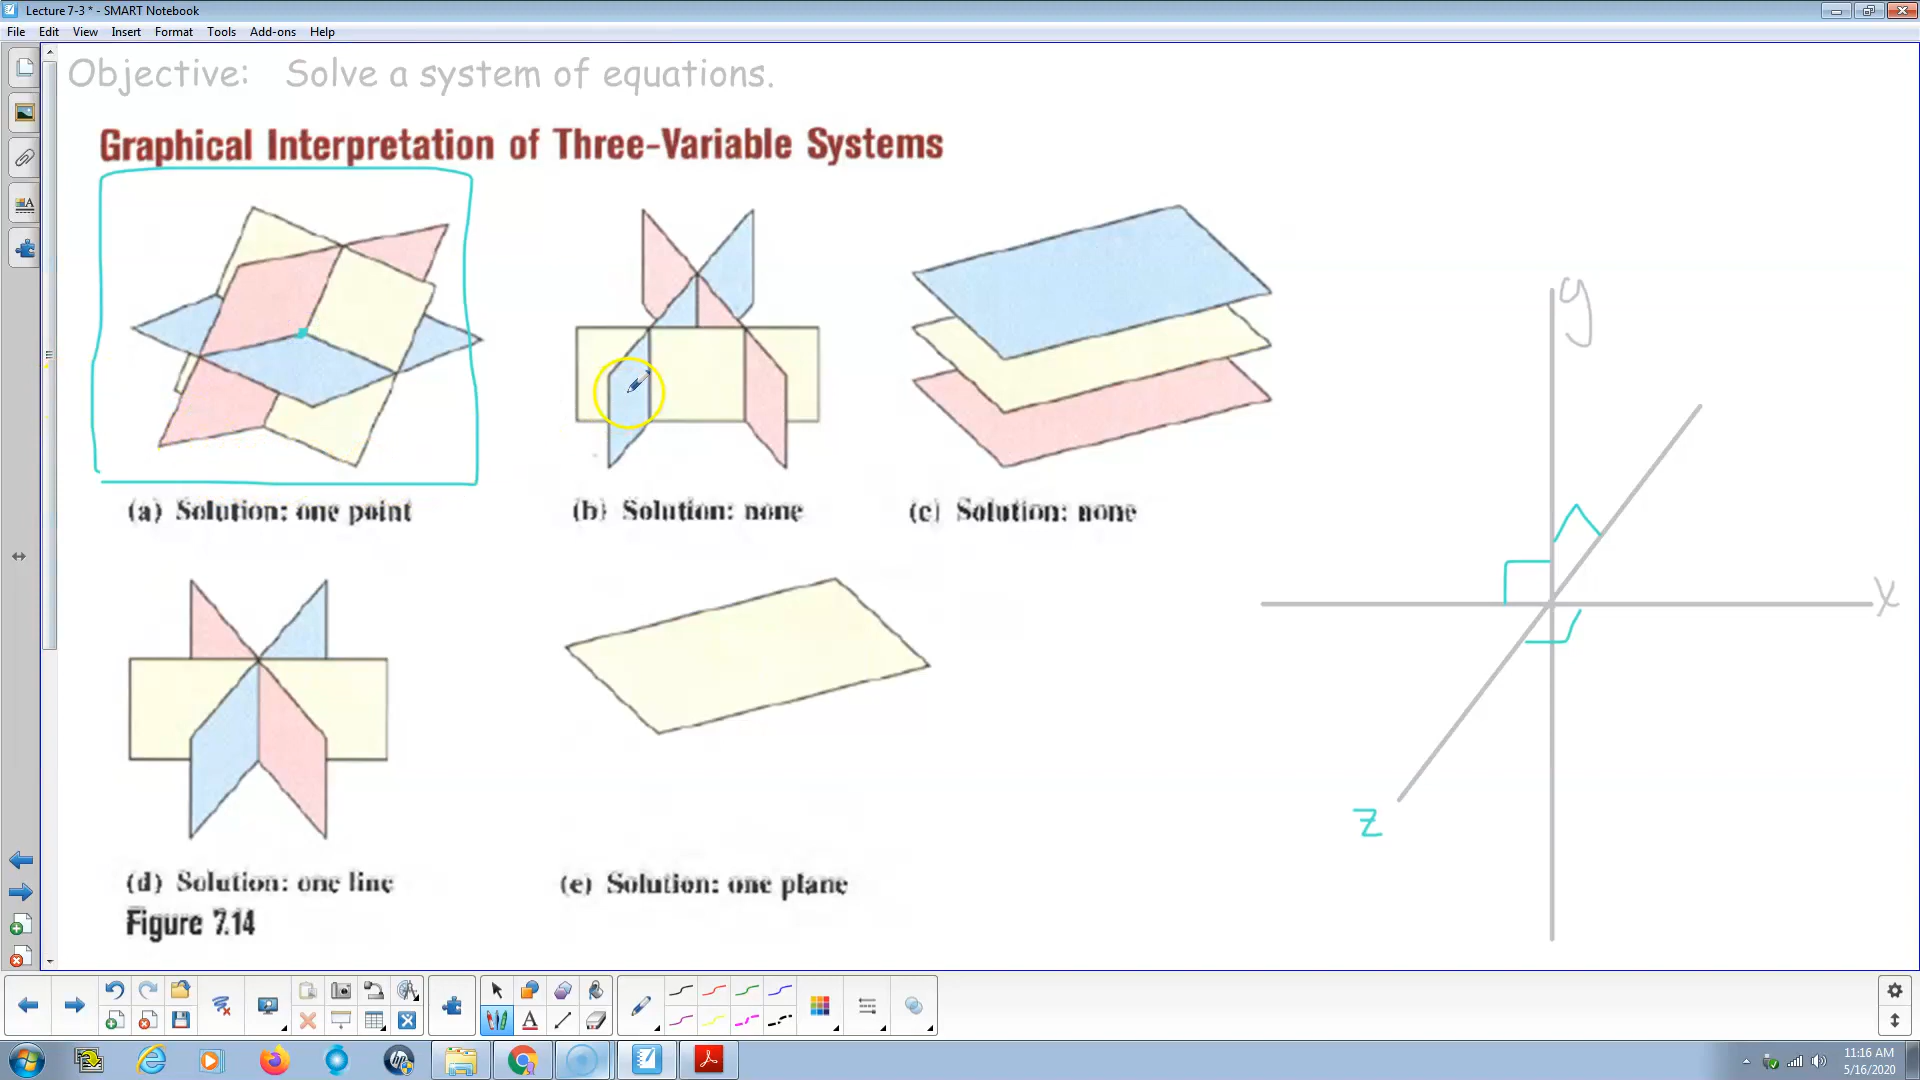 Lecture 7-3 * - SMART Notebook
File Edit View Insert Format Tools Add-ons Help
Objective: Solve a system of equations.
Graphical Interpretation of Three-Variable Systems
y
x
z
(a) Solution: one point
(b) Solution: none
(c) Solution: none
(d) Solution: one line
(e) Solution: one plane
Figure 7.14
11:16 AM
5/16/2020